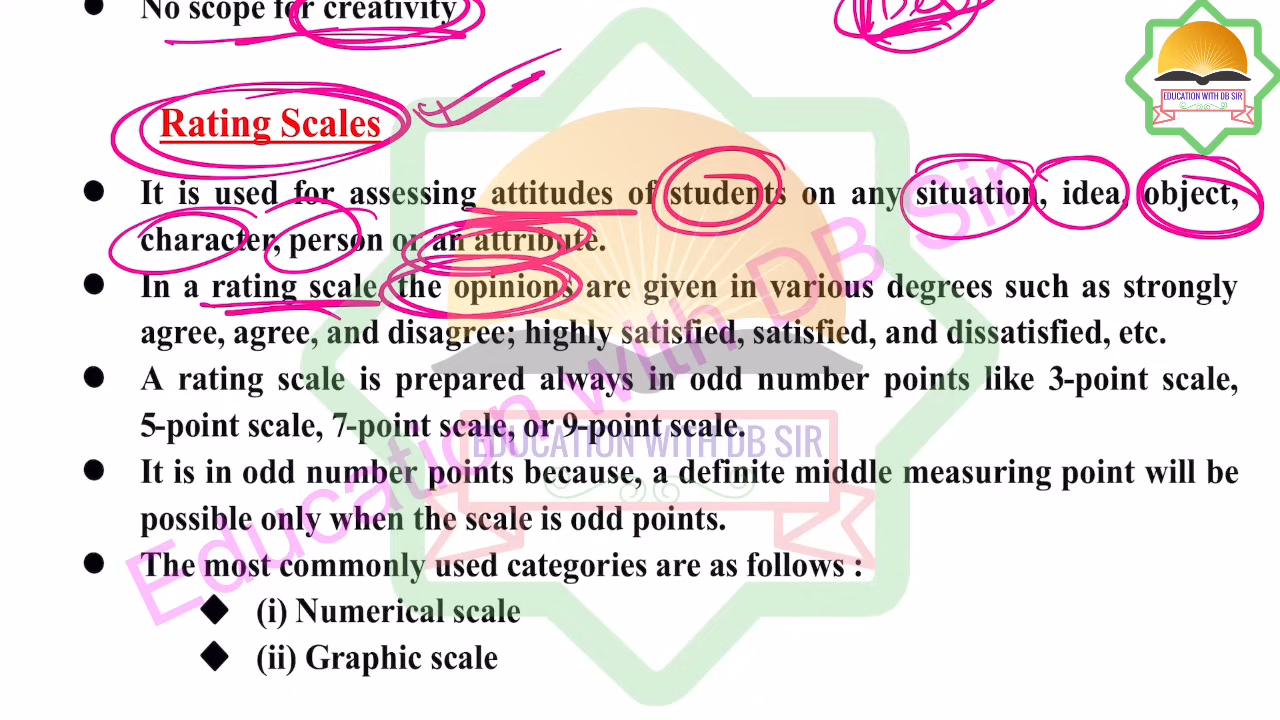 No scope for creativity
EDUCATION WITH DB SIR
Rating Scales
It is used for assessing attitudes of students on any situation, idea, object,
character, person or an attribute.
In a rating scale, the opinions are given in various degrees such as strongly
agree, agree, and disagree; highly satisfied, satisfied, and dissatisfied, etc.
A rating scale is prepared always in odd number points like 3-point scale,
5-point scale, 7-point scale, or 9-point scale.
EDUCATION WITH DB SIR
Education with DB Sir
It is in odd number points because, a definite middle measuring point will be
possible only when the scale is odd points.
The most commonly used categories are as follows :
(i) Numerical scale
(ii) Graphic scale